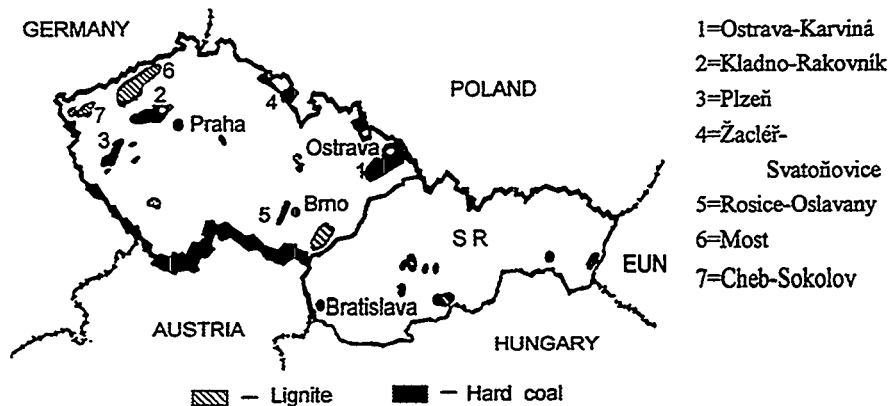 GERMANY
POLAND
6
2
7
Praha
4
3
Ostrava
1
5
Brno
S R
EUN
Bratislava
AUSTRIA
HUNGARY
— Lignite
— Hard coal
1=Ostrava-Karviná
2=Kladno-Rakovník
3=Plzeň
4=Žacléř-
Svatoňovice
5=Rosice-Oslavany
6=Most
7=Cheb-Sokolov